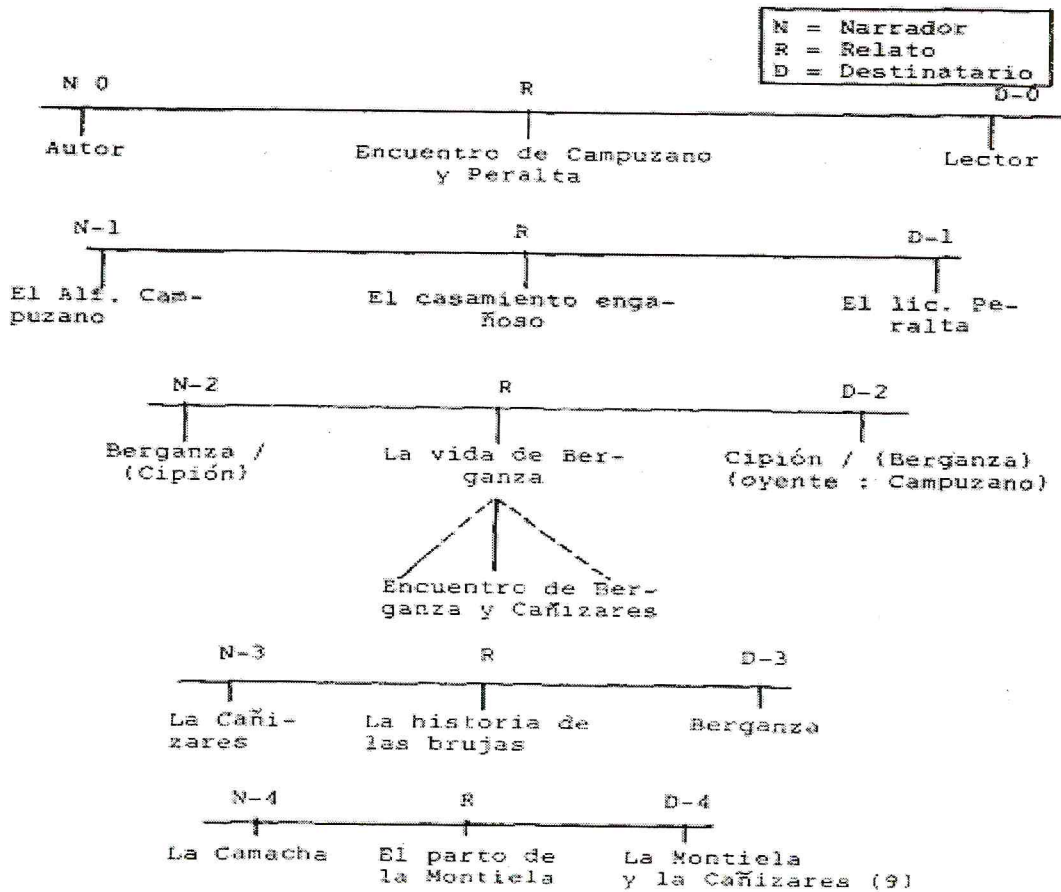 N = Narrador
R = Relato
D = Destinatario
N 0 R D-0
Autor Encuentro de Campuzano y Peralta Lector
N-1 R D-1
El Alf. Cam-
puzano
El casamiento enga-
ñoso
El lic. Pe-
ralta
N-2 R D-2
Berganza /
(Cipión)
La vida de Ber-
ganza
Cipión / (Berganza)
(oyente : Campuzano)
Encuentro de Ber-
ganza y Cañizares
N-3 R D-3
La Cañi-
zares
La historia de
las brujas
Berganza
N-4 R D-4
La Camacha
El parto de
la Montiela
La Montiela
y la Cañizares (9)